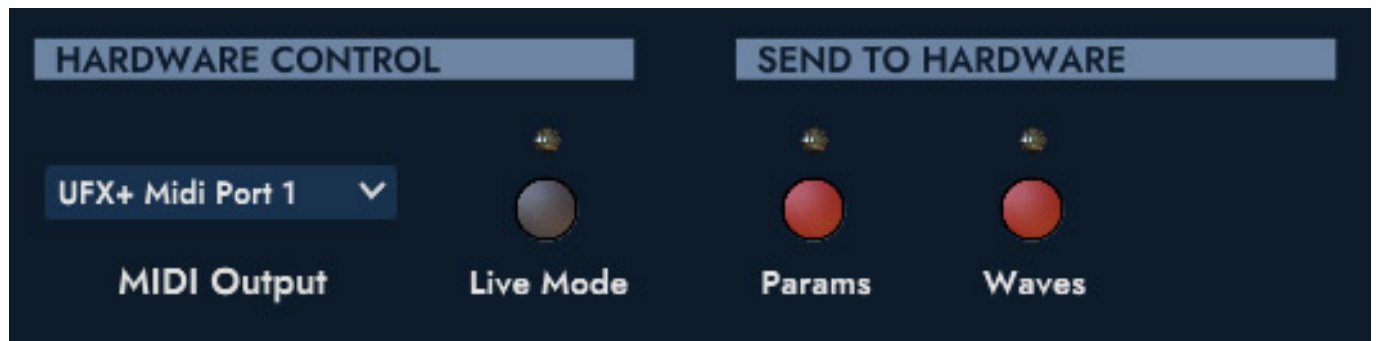 HARDWARE CONTROL
SEND TO HARDWARE
UFX+ Midi Port 1
MIDI Output
Live Mode
Params
Waves